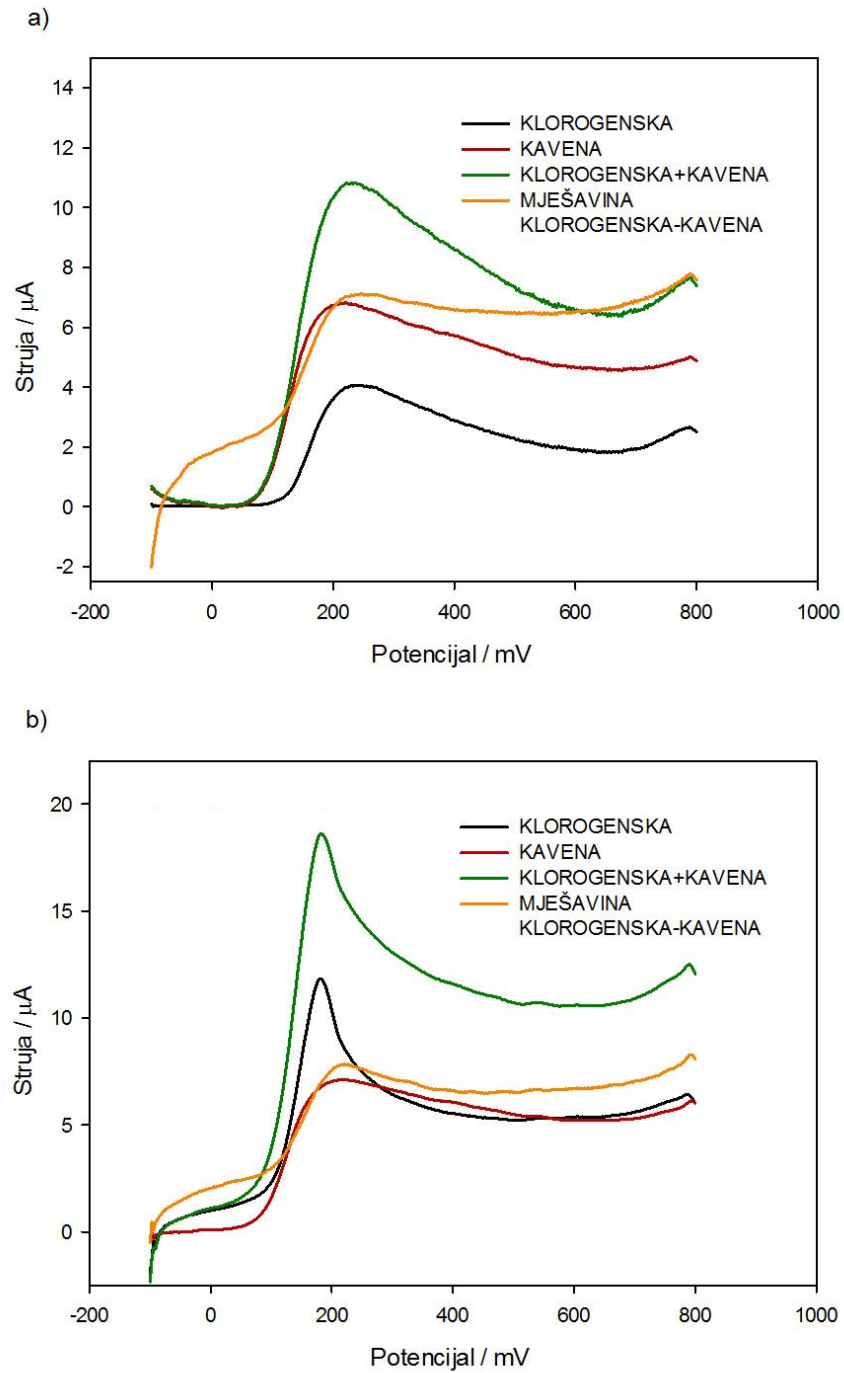 a)
14
12
10
8
6
4
2
0
-2
Struja / μA
KLOROGENSKA
KAVENA
KLOROGENSKA+KAVENA
MJEŠAVINA
KLOROGENSKA-KAVENA
-200 0 200 400 600 800 1000
Potencijal / mV
b)
20
15
10
5
0
Struja / μA
KLOROGENSKA
KAVENA
KLOROGENSKA+KAVENA
MJEŠAVINA
KLOROGENSKA-KAVENA
-200 0 200 400 600 800 1000
Potencijal / mV